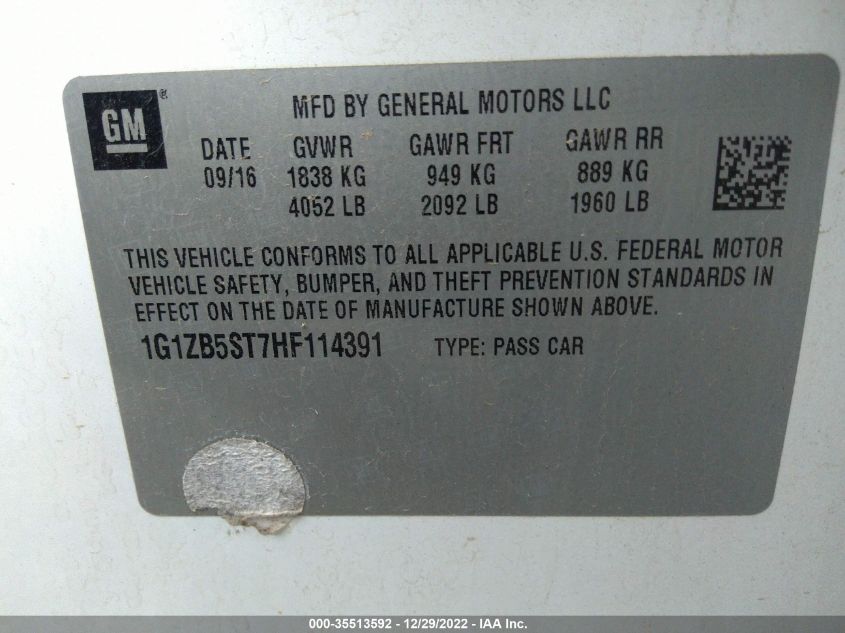 GM ®
MFD BY GENERAL MOTORS LLC
DATE GVWR GAWR FRT GAWR RR
09/16 1838 KG 949 KG 889 KG
4052 LB 2092 LB 1960 LB
THIS VEHICLE CONFORMS TO ALL APPLICABLE U.S. FEDERAL MOTOR
VEHICLE SAFETY, BUMPER, AND THEFT PREVENTION STANDARDS IN
EFFECT ON THE DATE OF MANUFACTURE SHOWN ABOVE.
1G1ZB5ST7HF114391 TYPE: PASS CAR
000-35513592 - 12/29/2022 - IAA Inc.